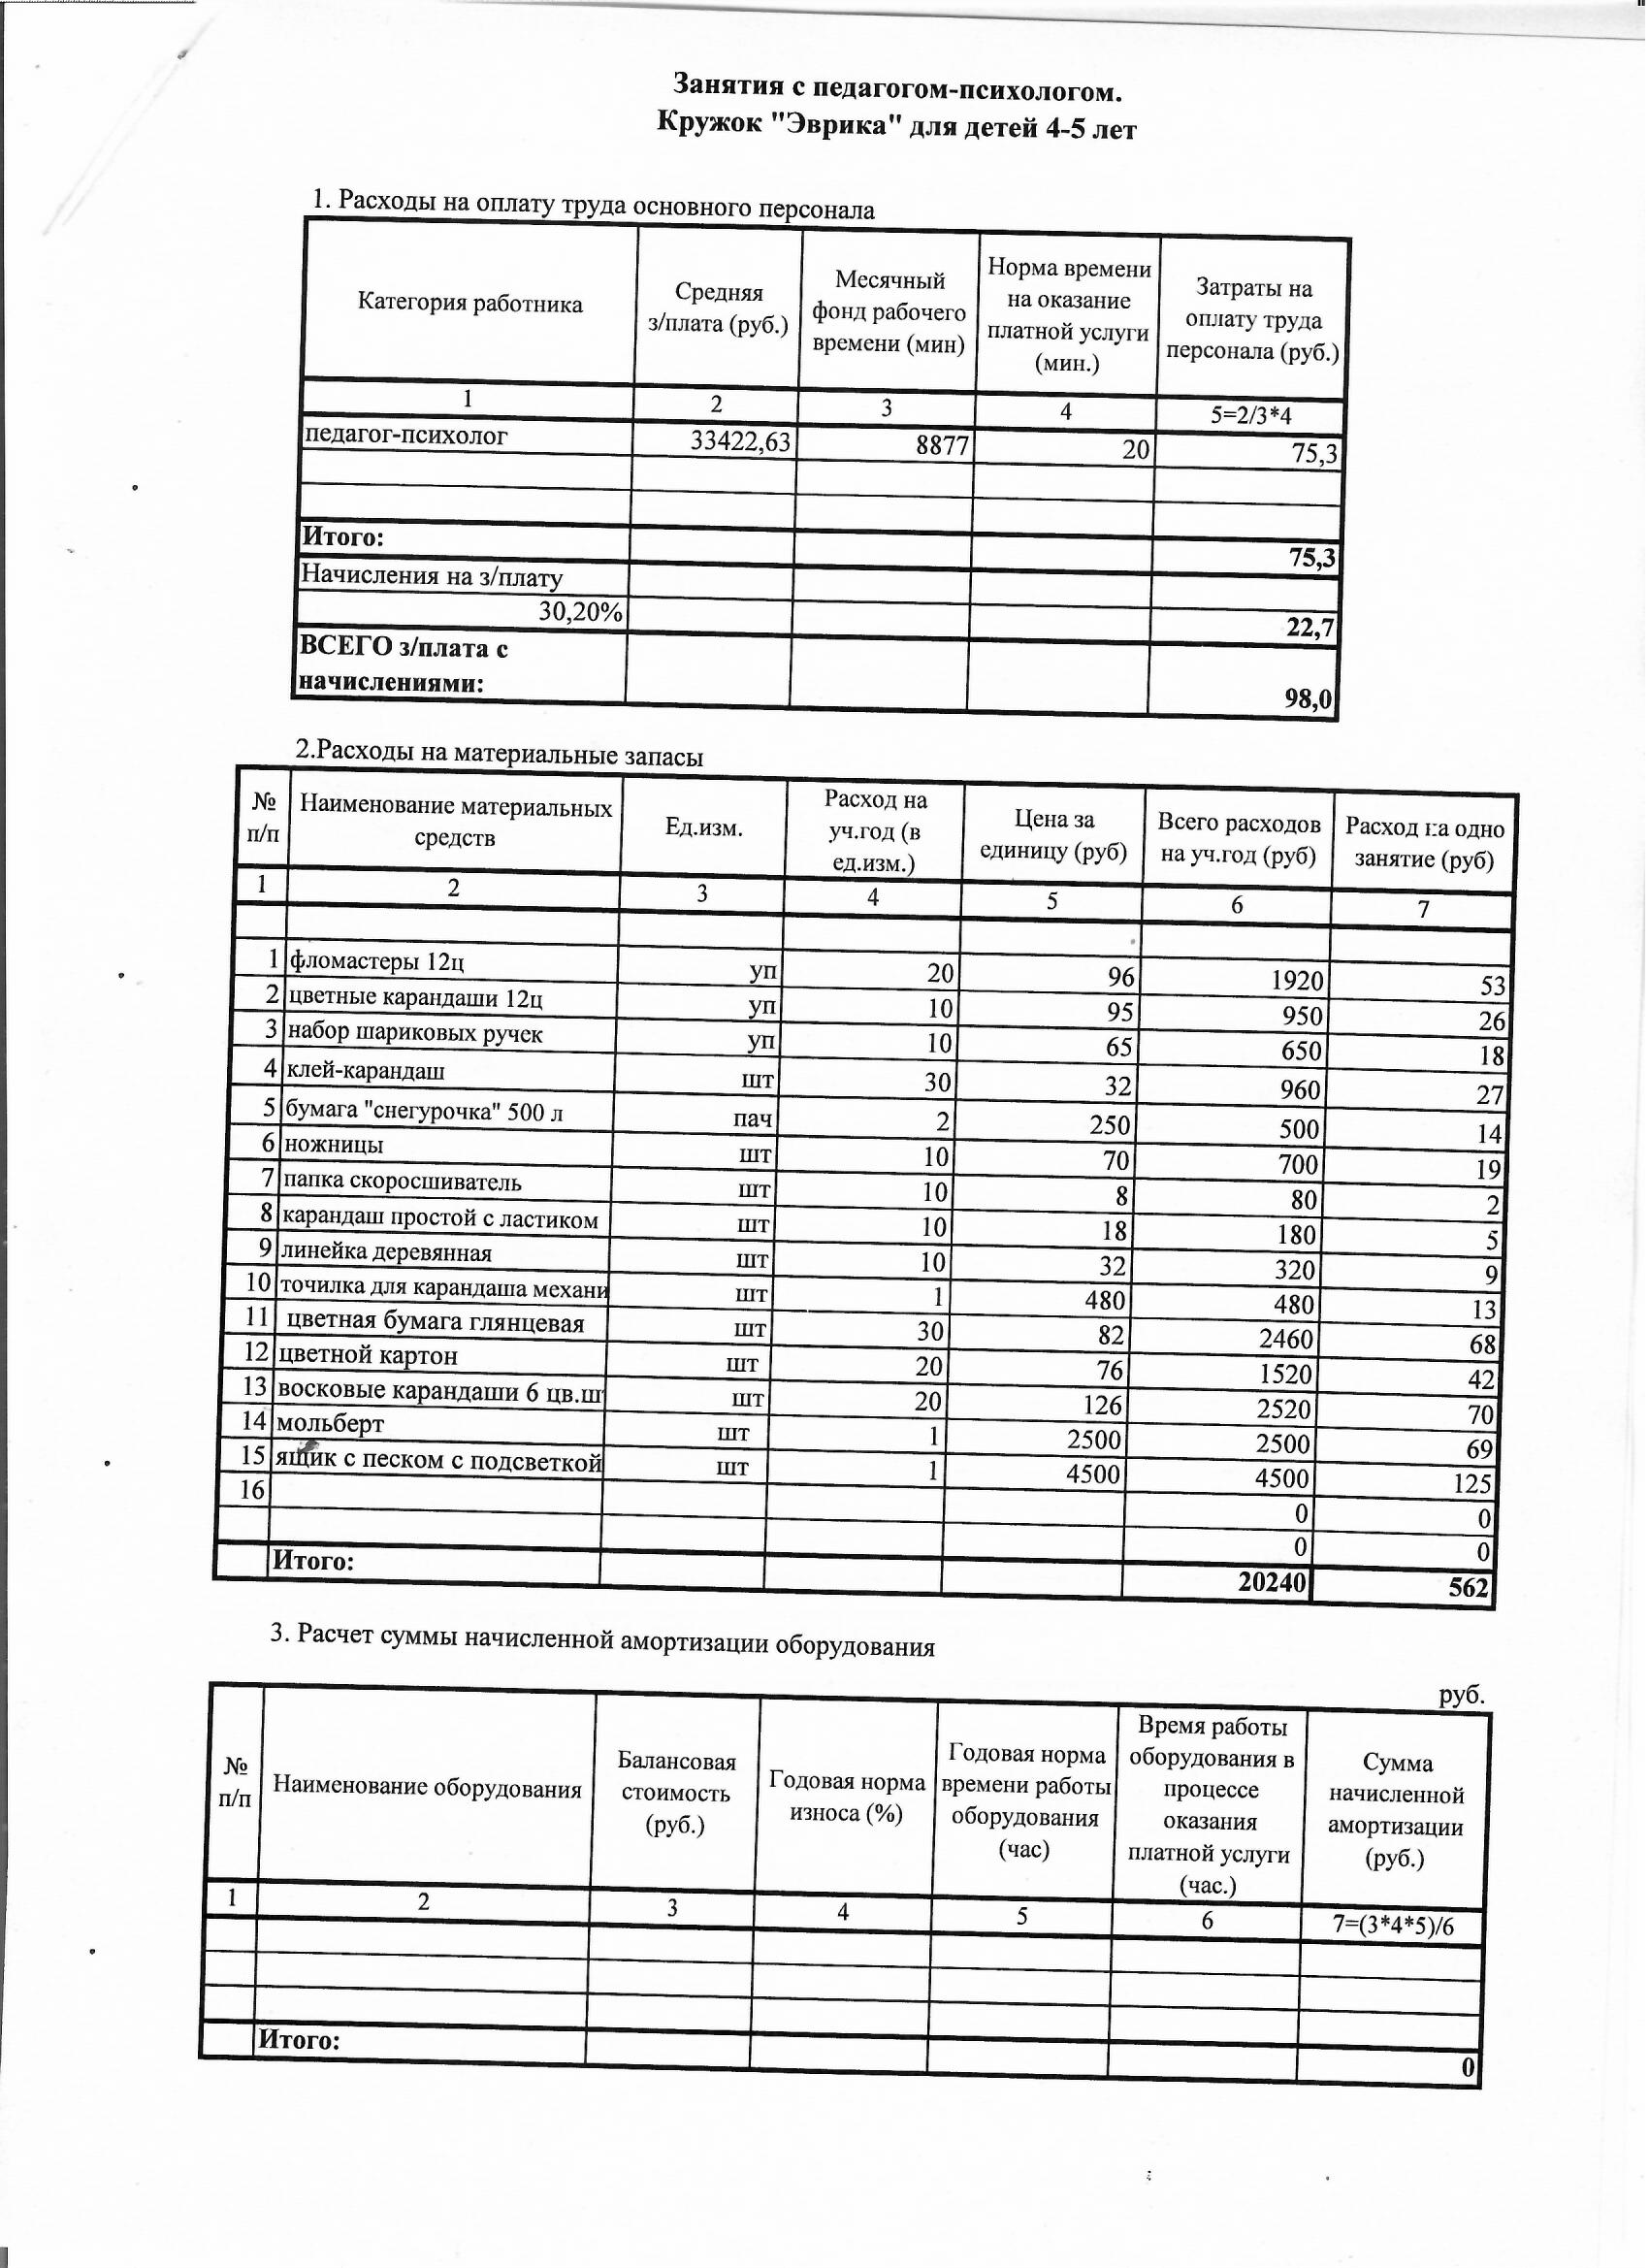 Занятия с педагогом-психологом.
Кружок "Эврика" для детей 4-5 лет
1. Расходы на оплату труда основного персонала
Категория работника | Средняя з/плата (руб.) | Месячный фонд рабочего времени (мин) | Норма времени на оказание платной услуги (мин.) | Затраты на оплату труда персонала (руб.)
1 2 3 4 5=2/3*4
педагог-психолог 33422,63 8877 20 75,3
Итого: 75,3
Начисления на з/плату
30,20% 22,7
ВСЕГО з/плата с
начислениями: 98,0
2.Расходы на материальные запасы
№ п/п | Наименование материальных средств | Ед.изм. | Расход на уч.год (в ед.изм.) | Цена за единицу (руб) | Всего расходов на уч.год (руб) | Расход на одно занятие (руб)
1 2 3 4 5 6 7
1 фломастеры 12ц уп 20 96 1920 53
2 цветные карандаши 12ц уп 10 95 950 26
3 набор шариковых ручек уп 10 65 650 18
4 клей-карандаш шт 30 32 960 27
5 бумага "снегурочка" 500 л пач 2 250 500 14
6 ножницы шт 10 70 700 19
7 папка скоросшиватель шт 10 8 80 2
8 карандаш простой с ластиком шт 10 18 180 5
9 линейка деревянная шт 10 32 320 9
10 точилка для карандаша механи шт 1 480 480 13
11 цветная бумага глянцевая шт 30 82 2460 68
12 цветной картон шт 20 76 1520 42
13 восковые карандаши 6 цв.ш шт 20 126 2520 70
14 мольберт шт 1 2500 2500 69
15 ящик с песком с подсветкой шт 1 4500 4500 125
16 0 0
0 0
Итого: 20240 562
3. Расчет суммы начисленной амортизации оборудования
руб.
№ п/п | Наименование оборудования | Балансовая стоимость (руб.) | Годовая норма износа (%) | Годовая норма времени работы оборудования (час) | Время работы оборудования в процессе оказания платной услуги (час.) | Сумма начисленной амортизации (руб.)
1 2 3 4 5 6 7=(3*4*5)/6
Итого: 0